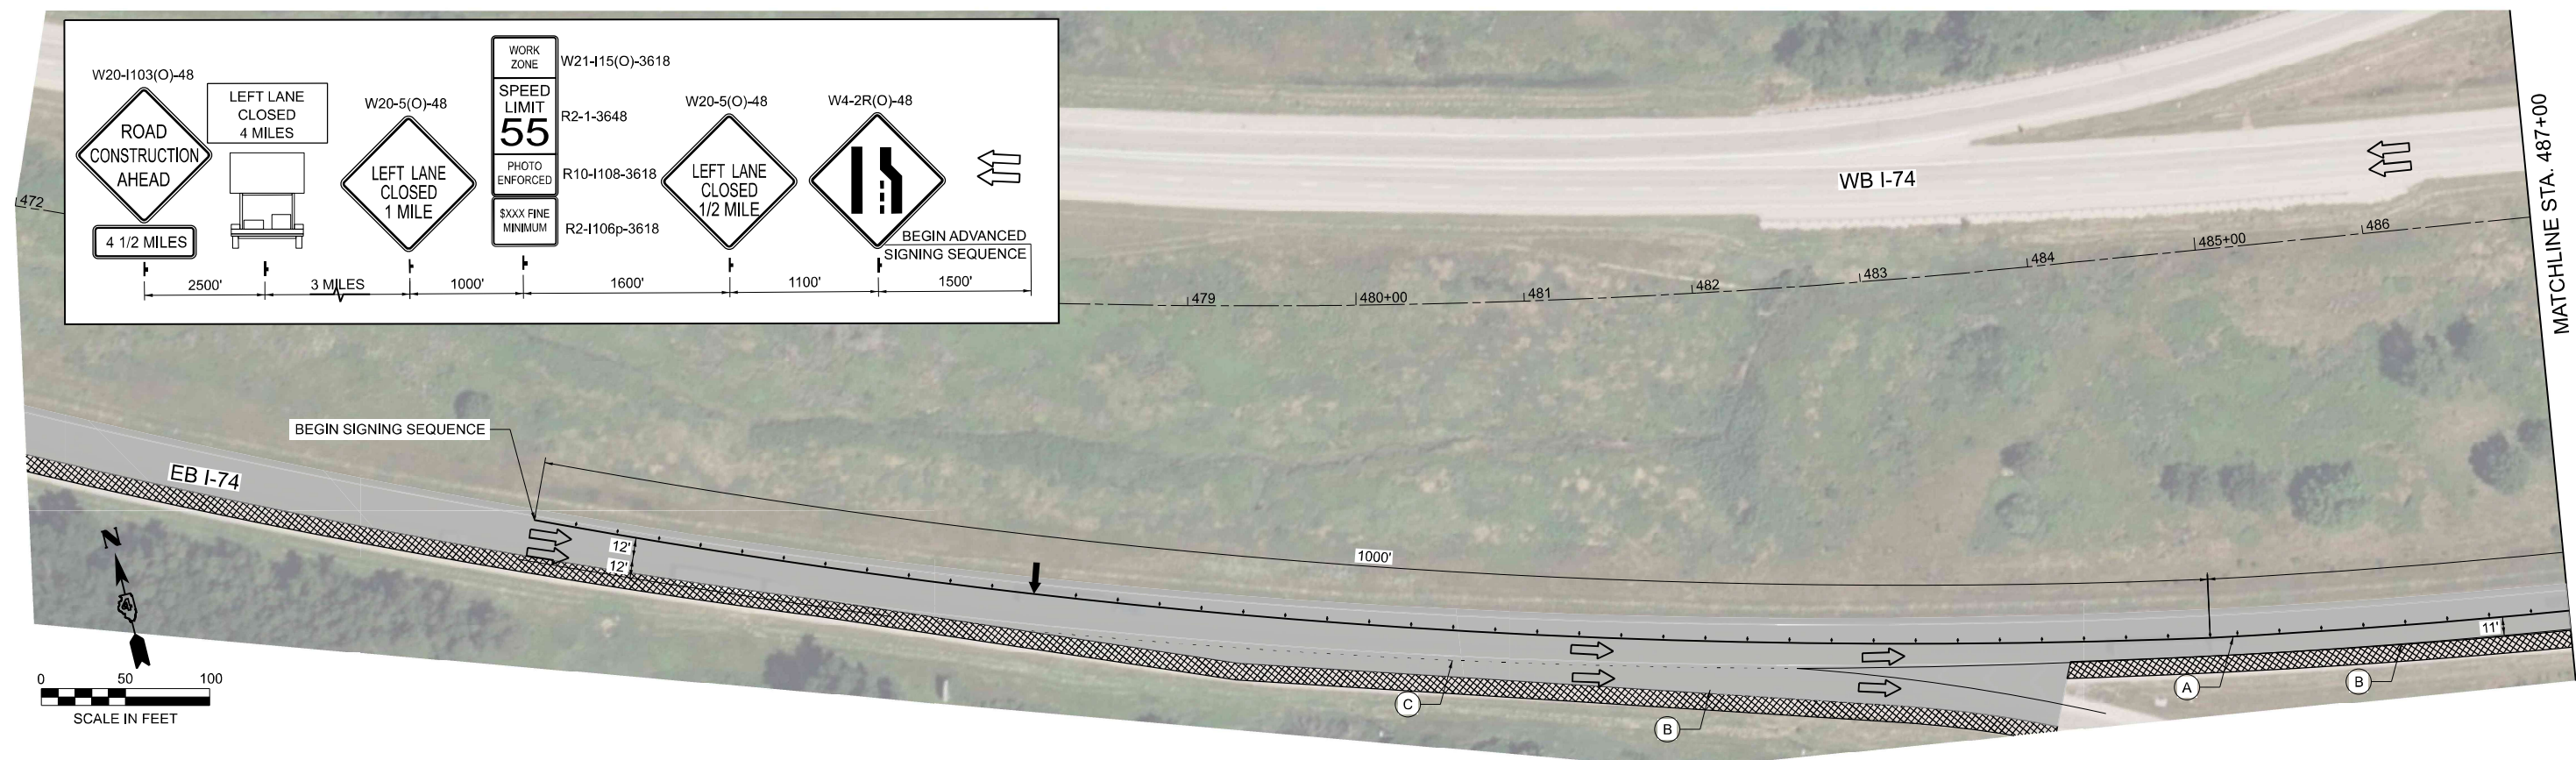 W20-I103(O)-48
ROAD
CONSTRUCTION
AHEAD
4 1/2 MILES
LEFT LANE
CLOSED
4 MILES
W20-5(O)-48
LEFT LANE
CLOSED
1 MILE
WORK
ZONE
W21-I15(O)-3618
SPEED
LIMIT
55
R2-1-3648
PHOTO
ENFORCED
R10-I108-3618
$XXX FINE
MINIMUM
R2-I106p-3618
W20-5(O)-48
LEFT LANE
CLOSED
1/2 MILE
W4-2R(O)-48
BEGIN ADVANCED
SIGNING SEQUENCE
2500'
3 MILES
1000'
1600'
1100'
1500'
472
479
480+00
481
482
483
484
485+00
486
WB I-74
MATCHLINE STA. 487+00
BEGIN SIGNING SEQUENCE
EB I-74
12'
12'
1000'
11'
C
B
A
B
N
4
0 50 100
SCALE IN FEET